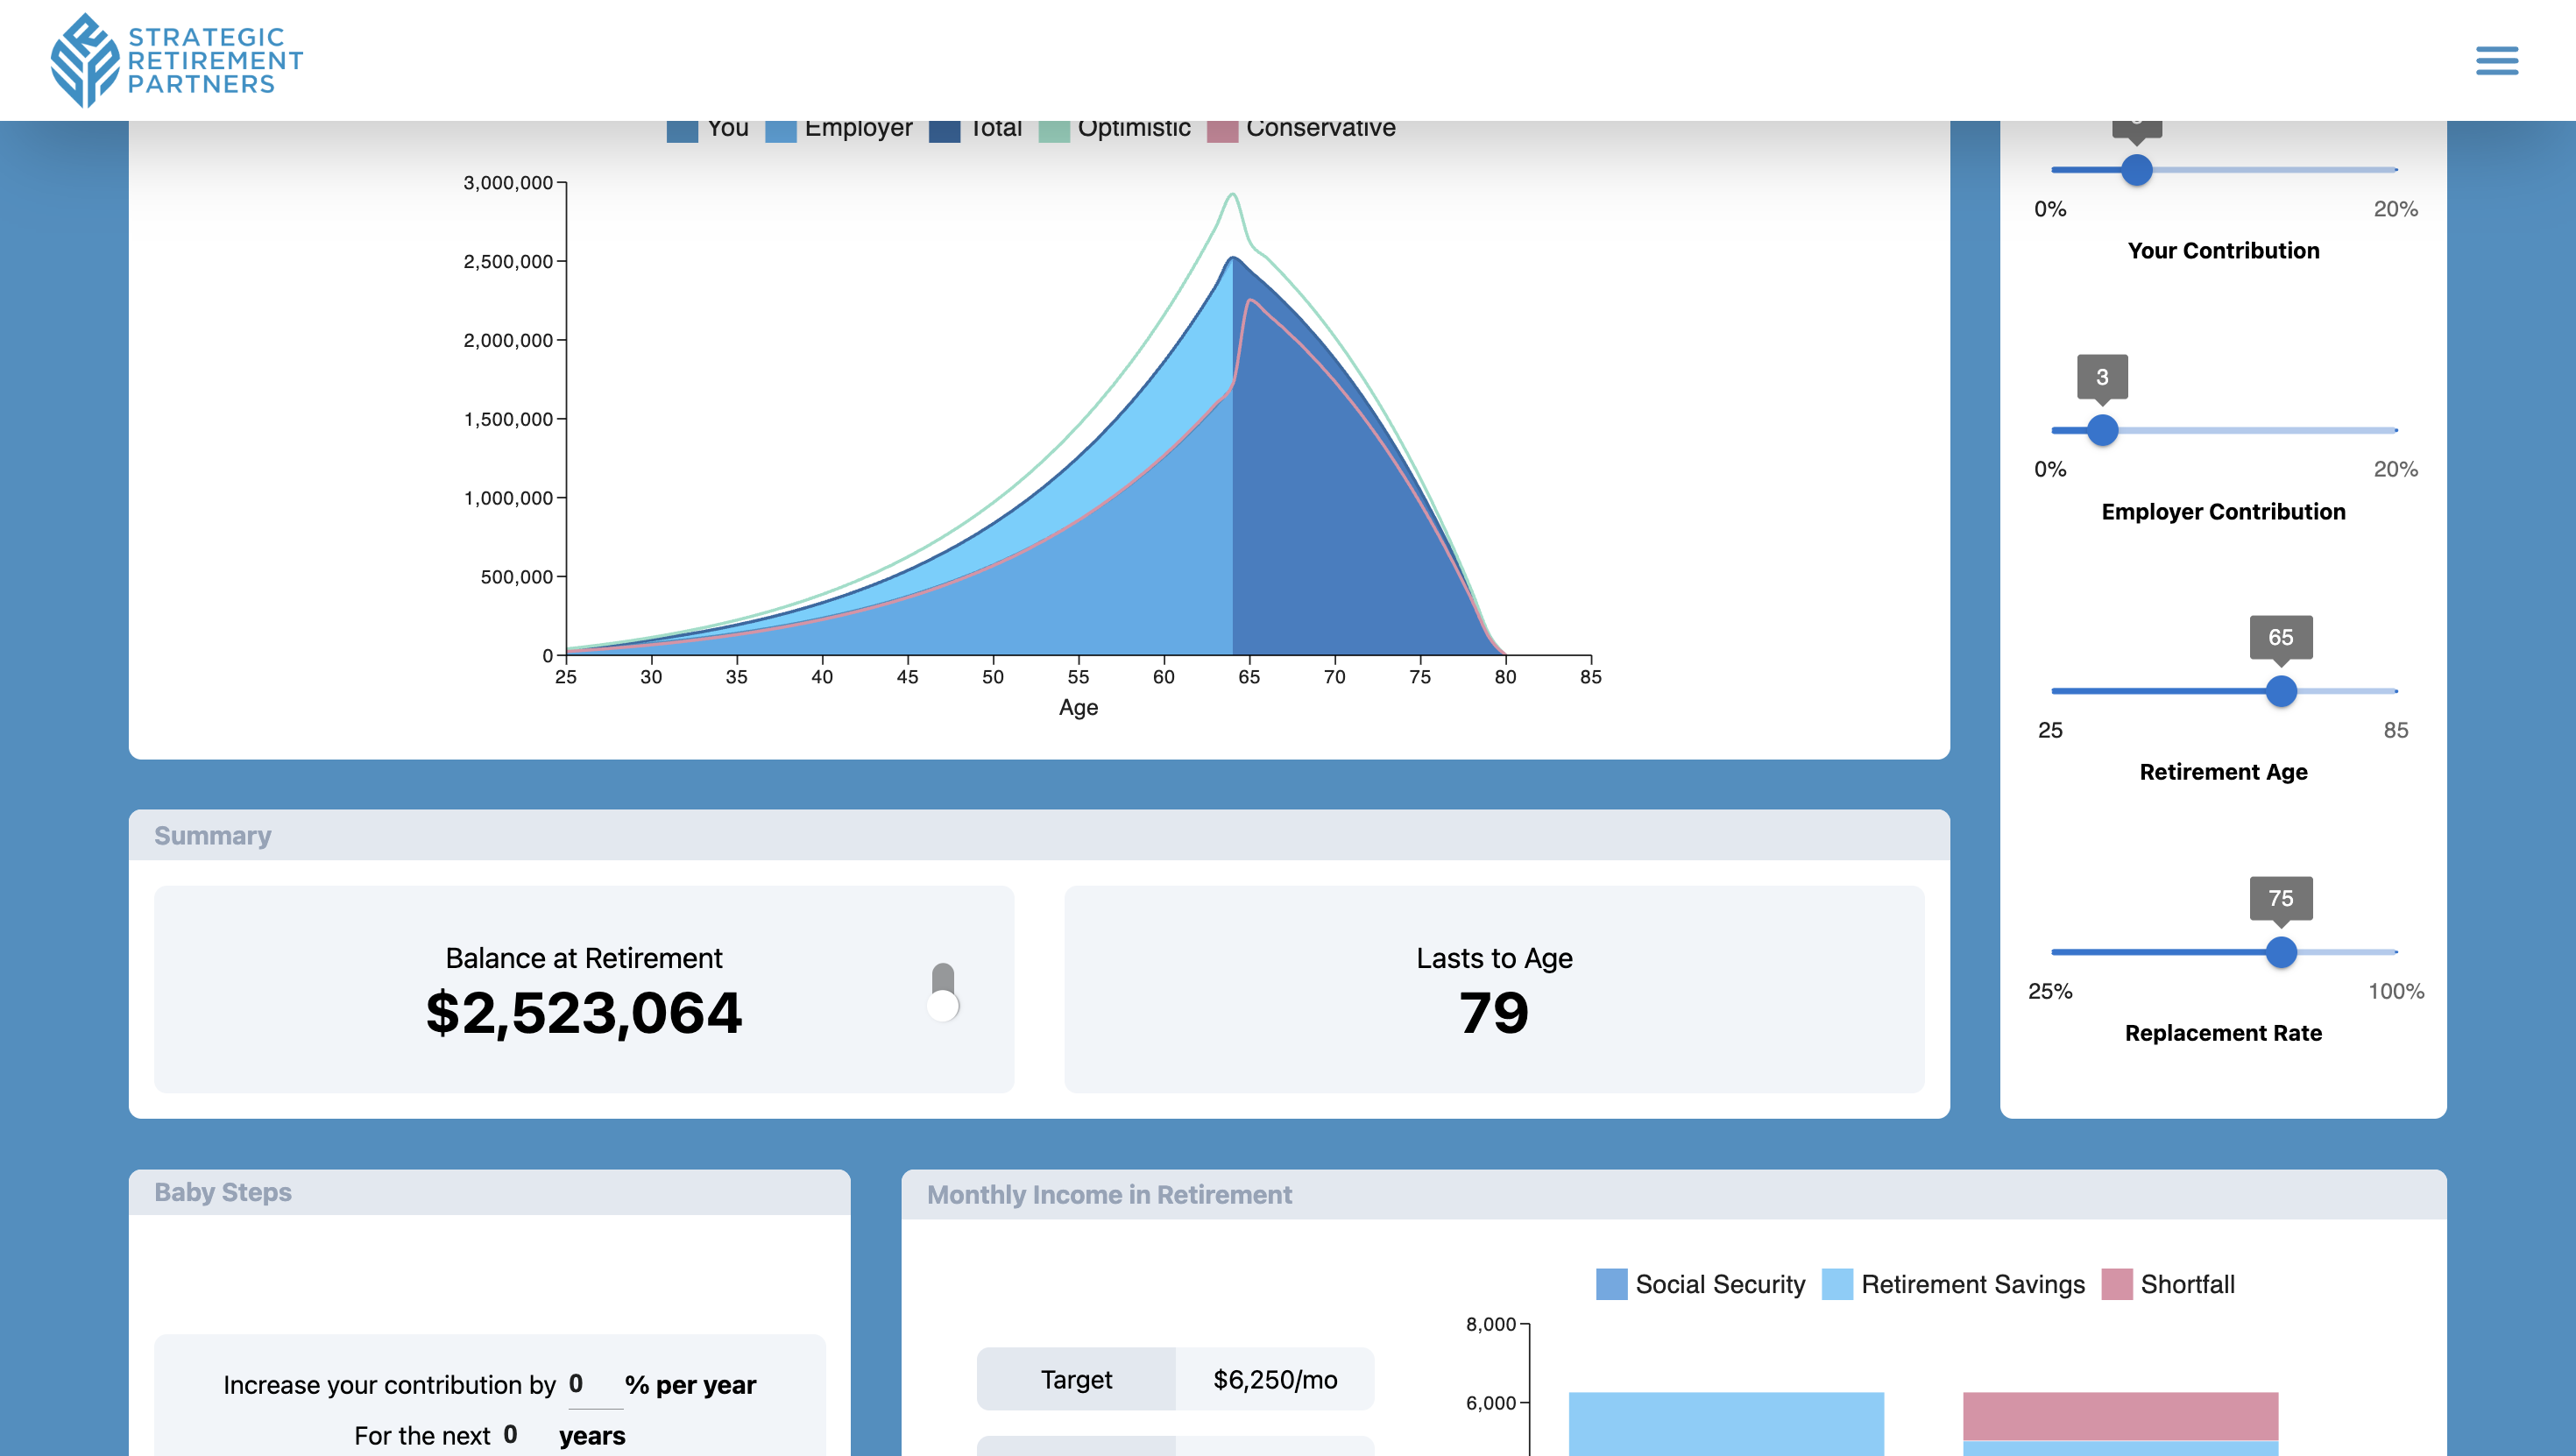 STRATEGIC
RETIREMENT
PARTNERS
You Employer Total Optimistic Conservative
3,000,000
2,500,000
2,000,000
1,500,000
1,000,000
500,000
0
25 30 35 40 45 50 55 60 65 70 75 80 85
Age
0% 20%
Your Contribution
3
0% 20%
Employer Contribution
65
25 85
Retirement Age
75
25% 100%
Replacement Rate
Summary
Balance at Retirement
$2,523,064
Lasts to Age
79
Baby Steps
Increase your contribution by 0 % per year
For the next 0 years
Monthly Income in Retirement
Target $6,250/mo
Social Security Retirement Savings Shortfall
8,000
6,000